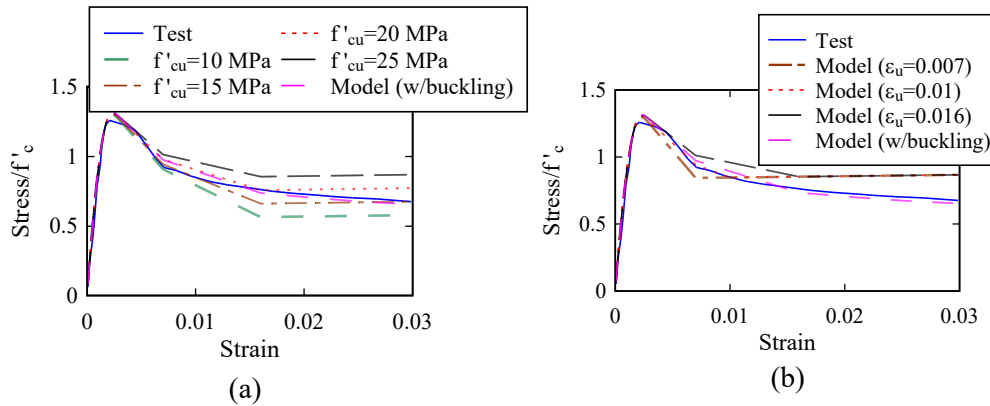 Test
f 'cu=10 MPa
f 'cu=15 MPa
f 'cu=20 MPa
f 'cu=25 MPa
Model (w/buckling)
1.5
1
0.5
0
Stress/f 'c
0 0.01 0.02 0.03
Strain
(a)
Test
Model (εu=0.007)
Model (εu=0.01)
Model (εu=0.016)
Model (w/buckling)
1.5
1
0.5
0
Stress/f 'c
0 0.01 0.02 0.03
Strain
(b)